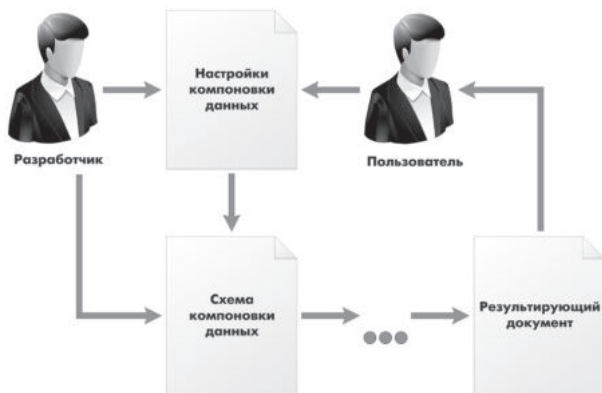 Настройки
компоновки
данных
Разработчик
Пользователь
Схема
компоновки
данных
Результирующий
документ